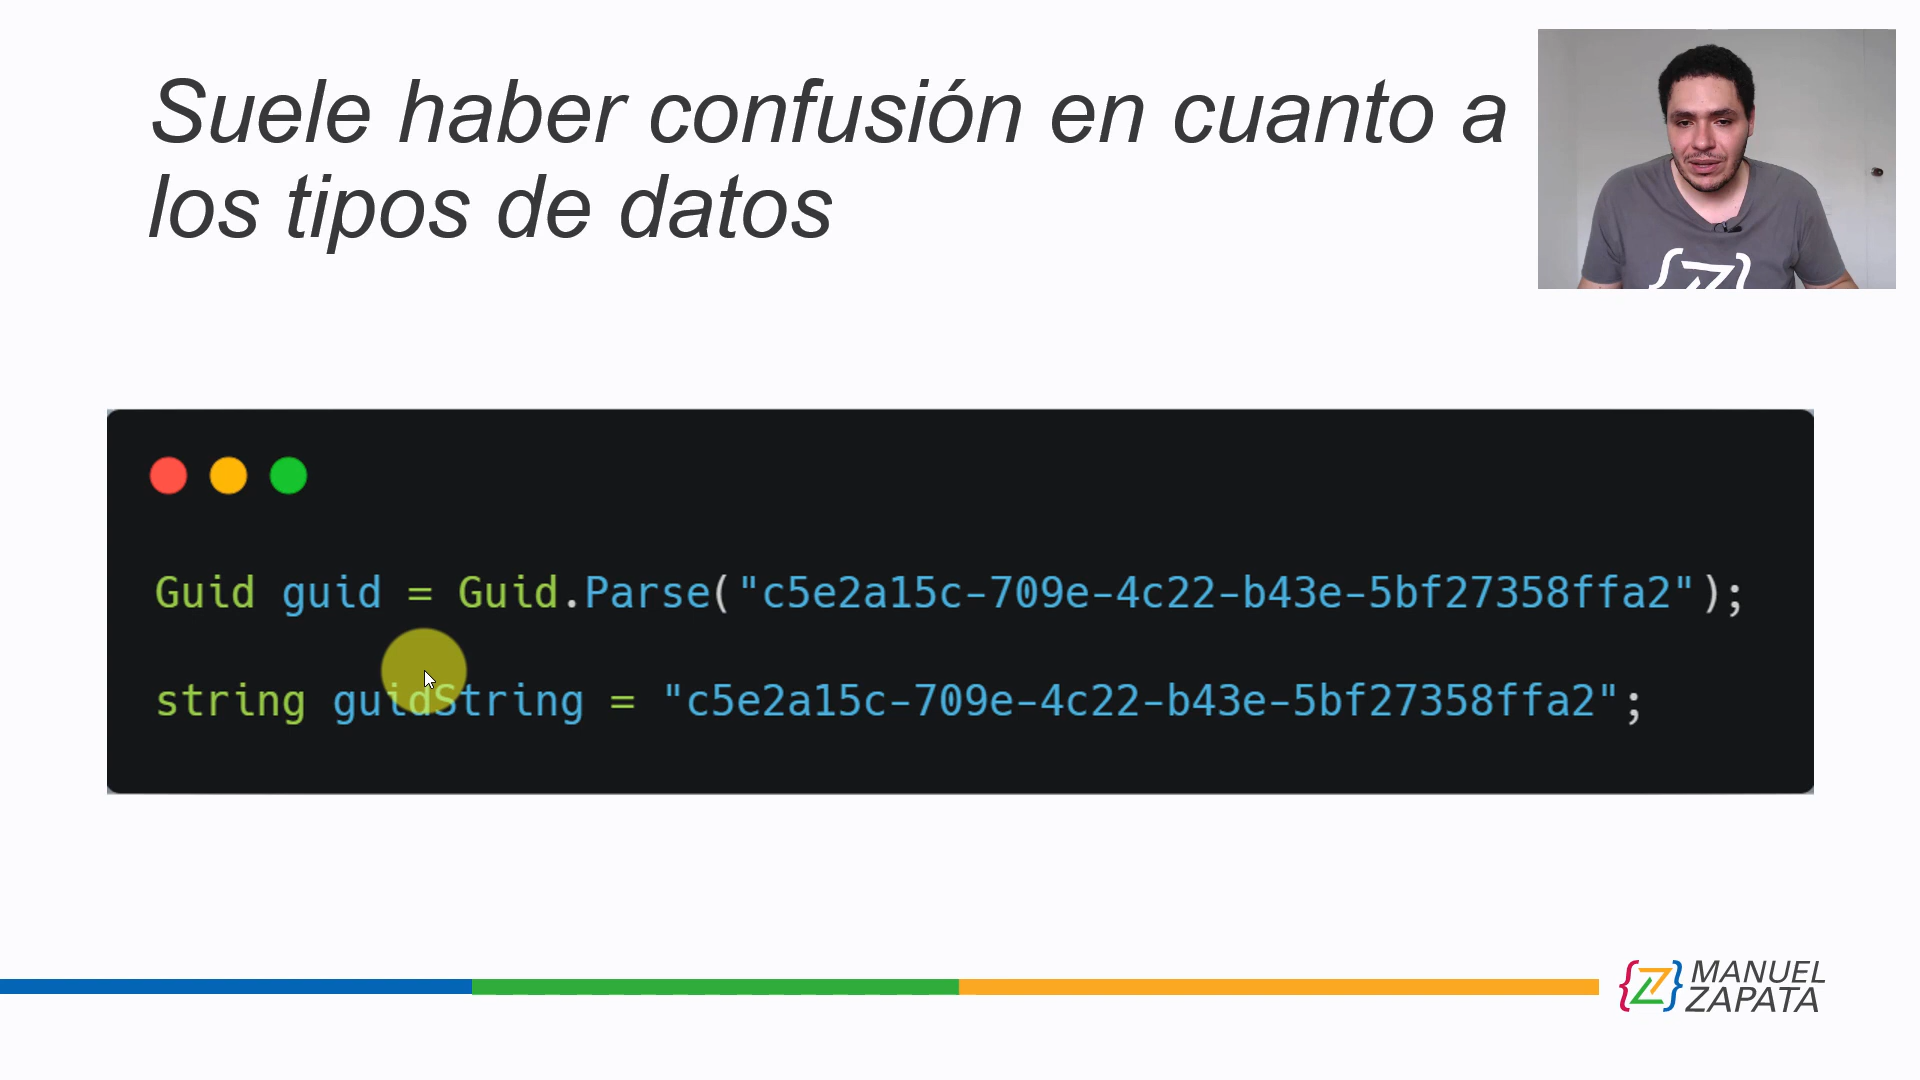 Suele haber confusión en cuanto a
los tipos de datos
{Z
Guid guid = Guid.Parse("c5e2a15c-709e-4c22-b43e-5bf27358ffa2");
string guidString = "c5e2a15c-709e-4c22-b43e-5bf27358ffa2";
{Z} MANUEL
ZAPATA